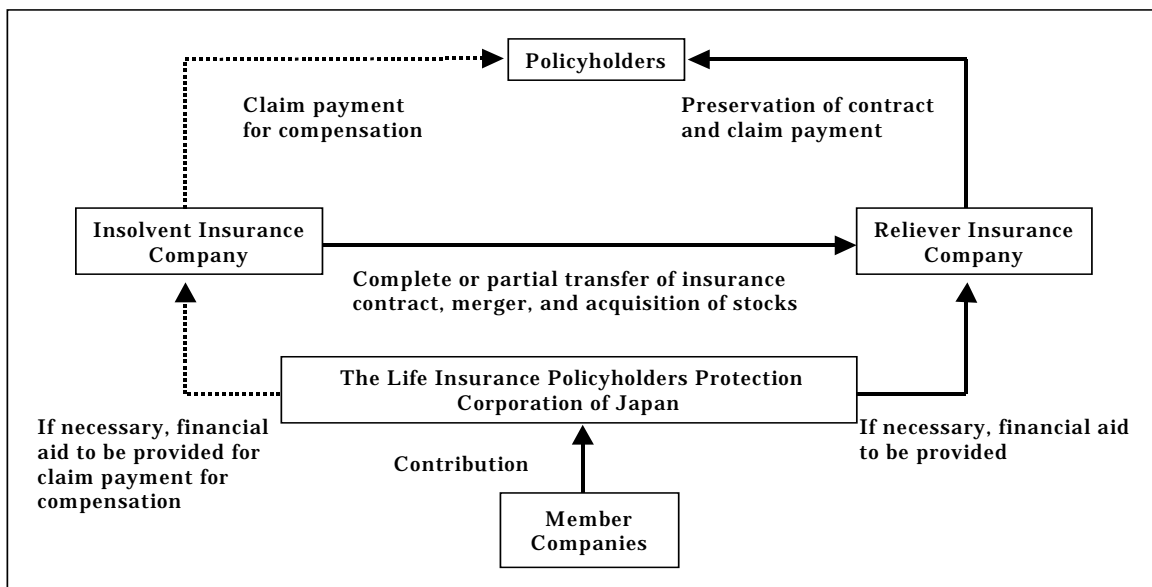 Policyholders
Claim payment
for compensation
Preservation of contract
and claim payment
Insolvent Insurance
Company
Reliever Insurance
Company
Complete or partial transfer of insurance
contract, merger, and acquisition of stocks
The Life Insurance Policyholders Protection
Corporation of Japan
If necessary, financial
aid to be provided for
claim payment for
compensation
Contribution
If necessary, financial aid
to be provided
Member
Companies